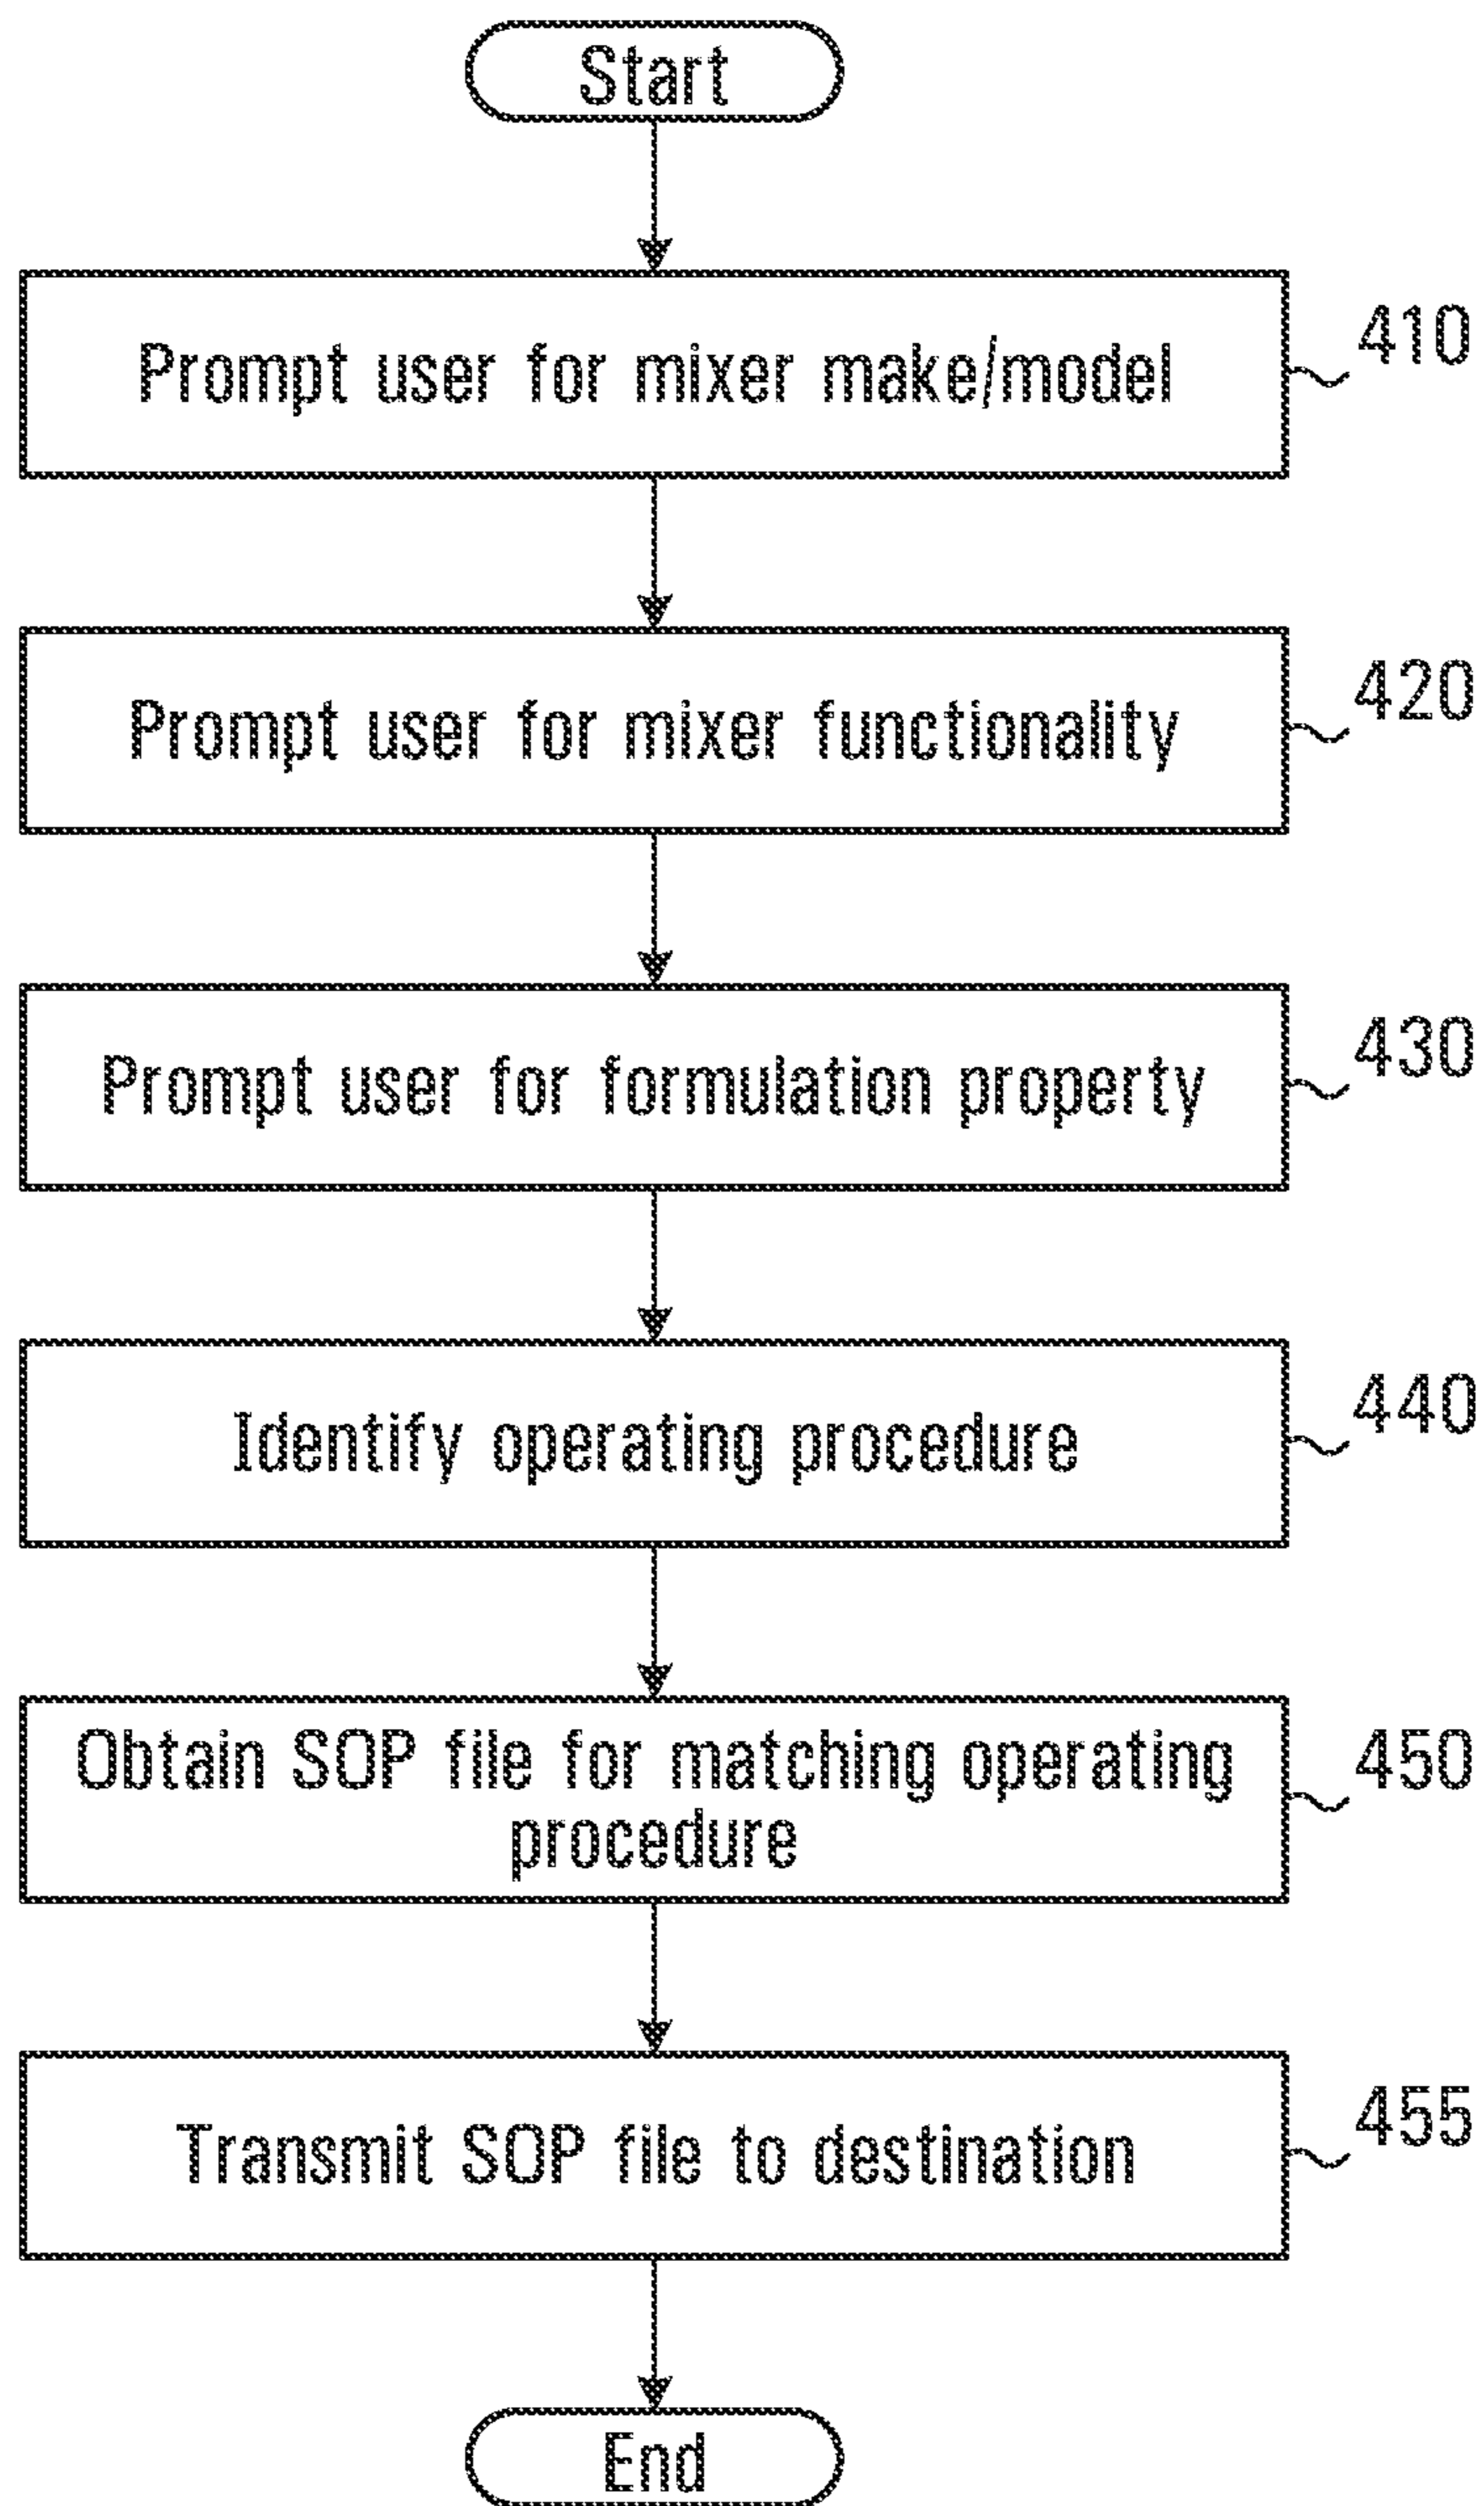 Start
Prompt user for mixer make/model
410
Prompt user for mixer functionality
420
Prompt user for formulation property
430
Identify operating procedure
440
Obtain SOP file for matching operating
procedure
450
Transmit SOP file to destination
455
End